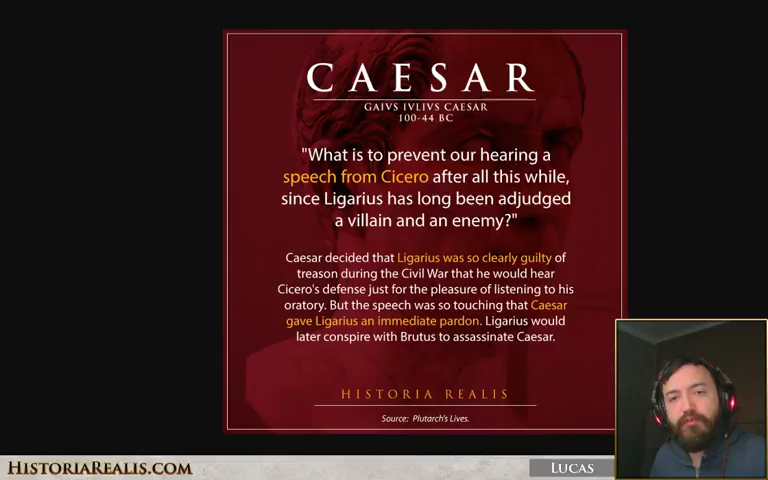 CAESAR
GAIVS IVLIVS CAESAR
100-44 BC
"What is to prevent our hearing a
speech from Cicero after all this while,
since Ligarius has long been adjudged
a villain and an enemy?"
Caesar decided that Ligarius was so clearly guilty of
treason during the Civil War that he would hear
Cicero's defense just for the pleasure of listening to his
oratory. But the speech was so touching that Caesar
gave Ligarius an immediate pardon. Ligarius would
later conspire with Brutus to assassinate Caesar.
HISTORIA REALIS
Source: Plutarch's Lives.
HISTORIAREALIS.COM
LUCAS